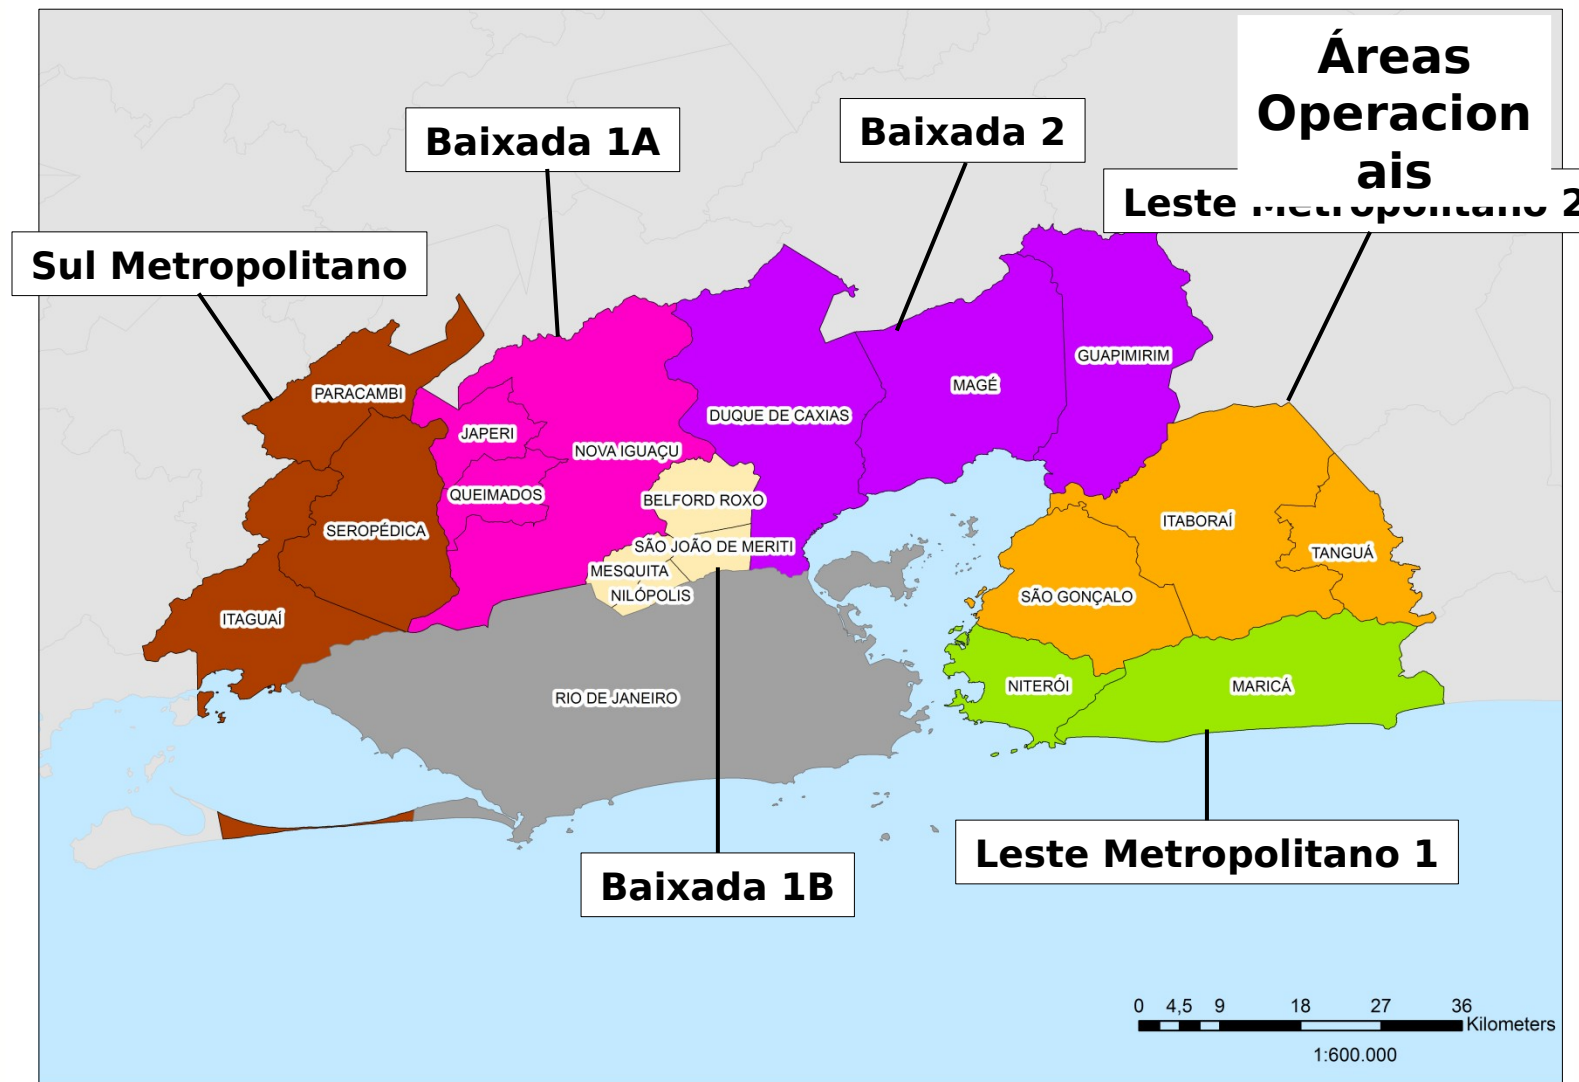 Áreas
Operacion
ais
Baixada 1A
Baixada 2
Leste Metropolitano 2
Sul Metropolitano
PARACAMBI
GUAPIMIRIM
MAGÉ
DUQUE DE CAXIAS
JAPERI
NOVA IGUAÇU
QUEIMADOS
BELFORD ROXO
SEROPÉDICA
ITABORAÍ
SÃO JOÃO DE MERITI
TANGUÁ
MESQUITA
NILÓPOLIS
SÃO GONÇALO
ITAGUAÍ
RIO DE JANEIRO
NITERÓI
MARICÁ
Leste Metropolitano 1
Baixada 1B
0 4,5 9 18 27 36
Kilometers
1:600.000